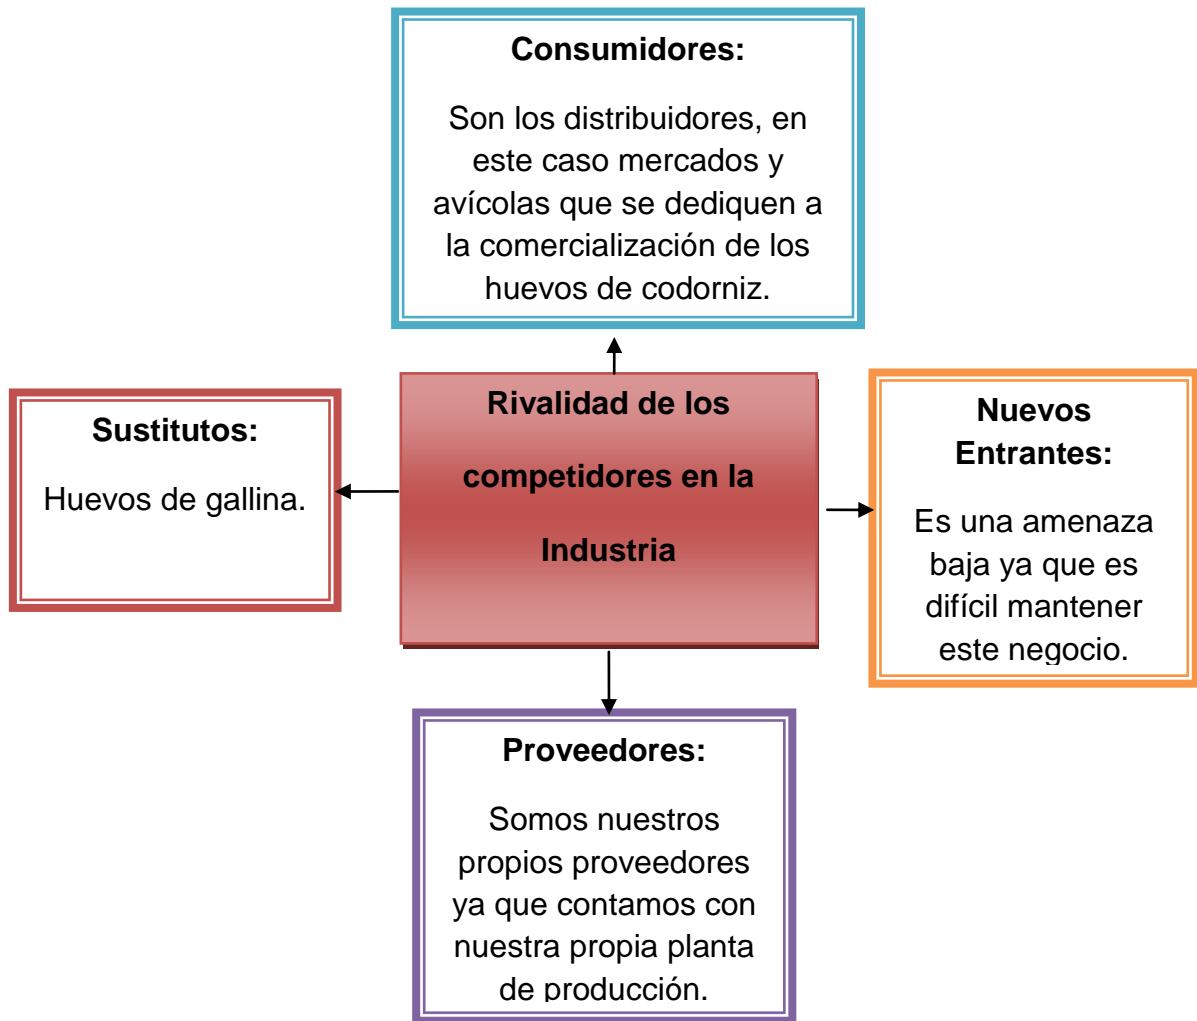 Consumidores:
Son los distribuidores, en
este caso mercados y
avícolas que se dediquen a
la comercialización de los
huevos de codorniz.
Sustitutos:
Huevos de gallina.
Rivalidad de los
competidores en la
Industria
Nuevos
Entrantes:
Es una amenaza
baja ya que es
difícil mantener
este negocio.
Proveedores:
Somos nuestros
propios proveedores
ya que contamos con
nuestra propia planta
de producción.